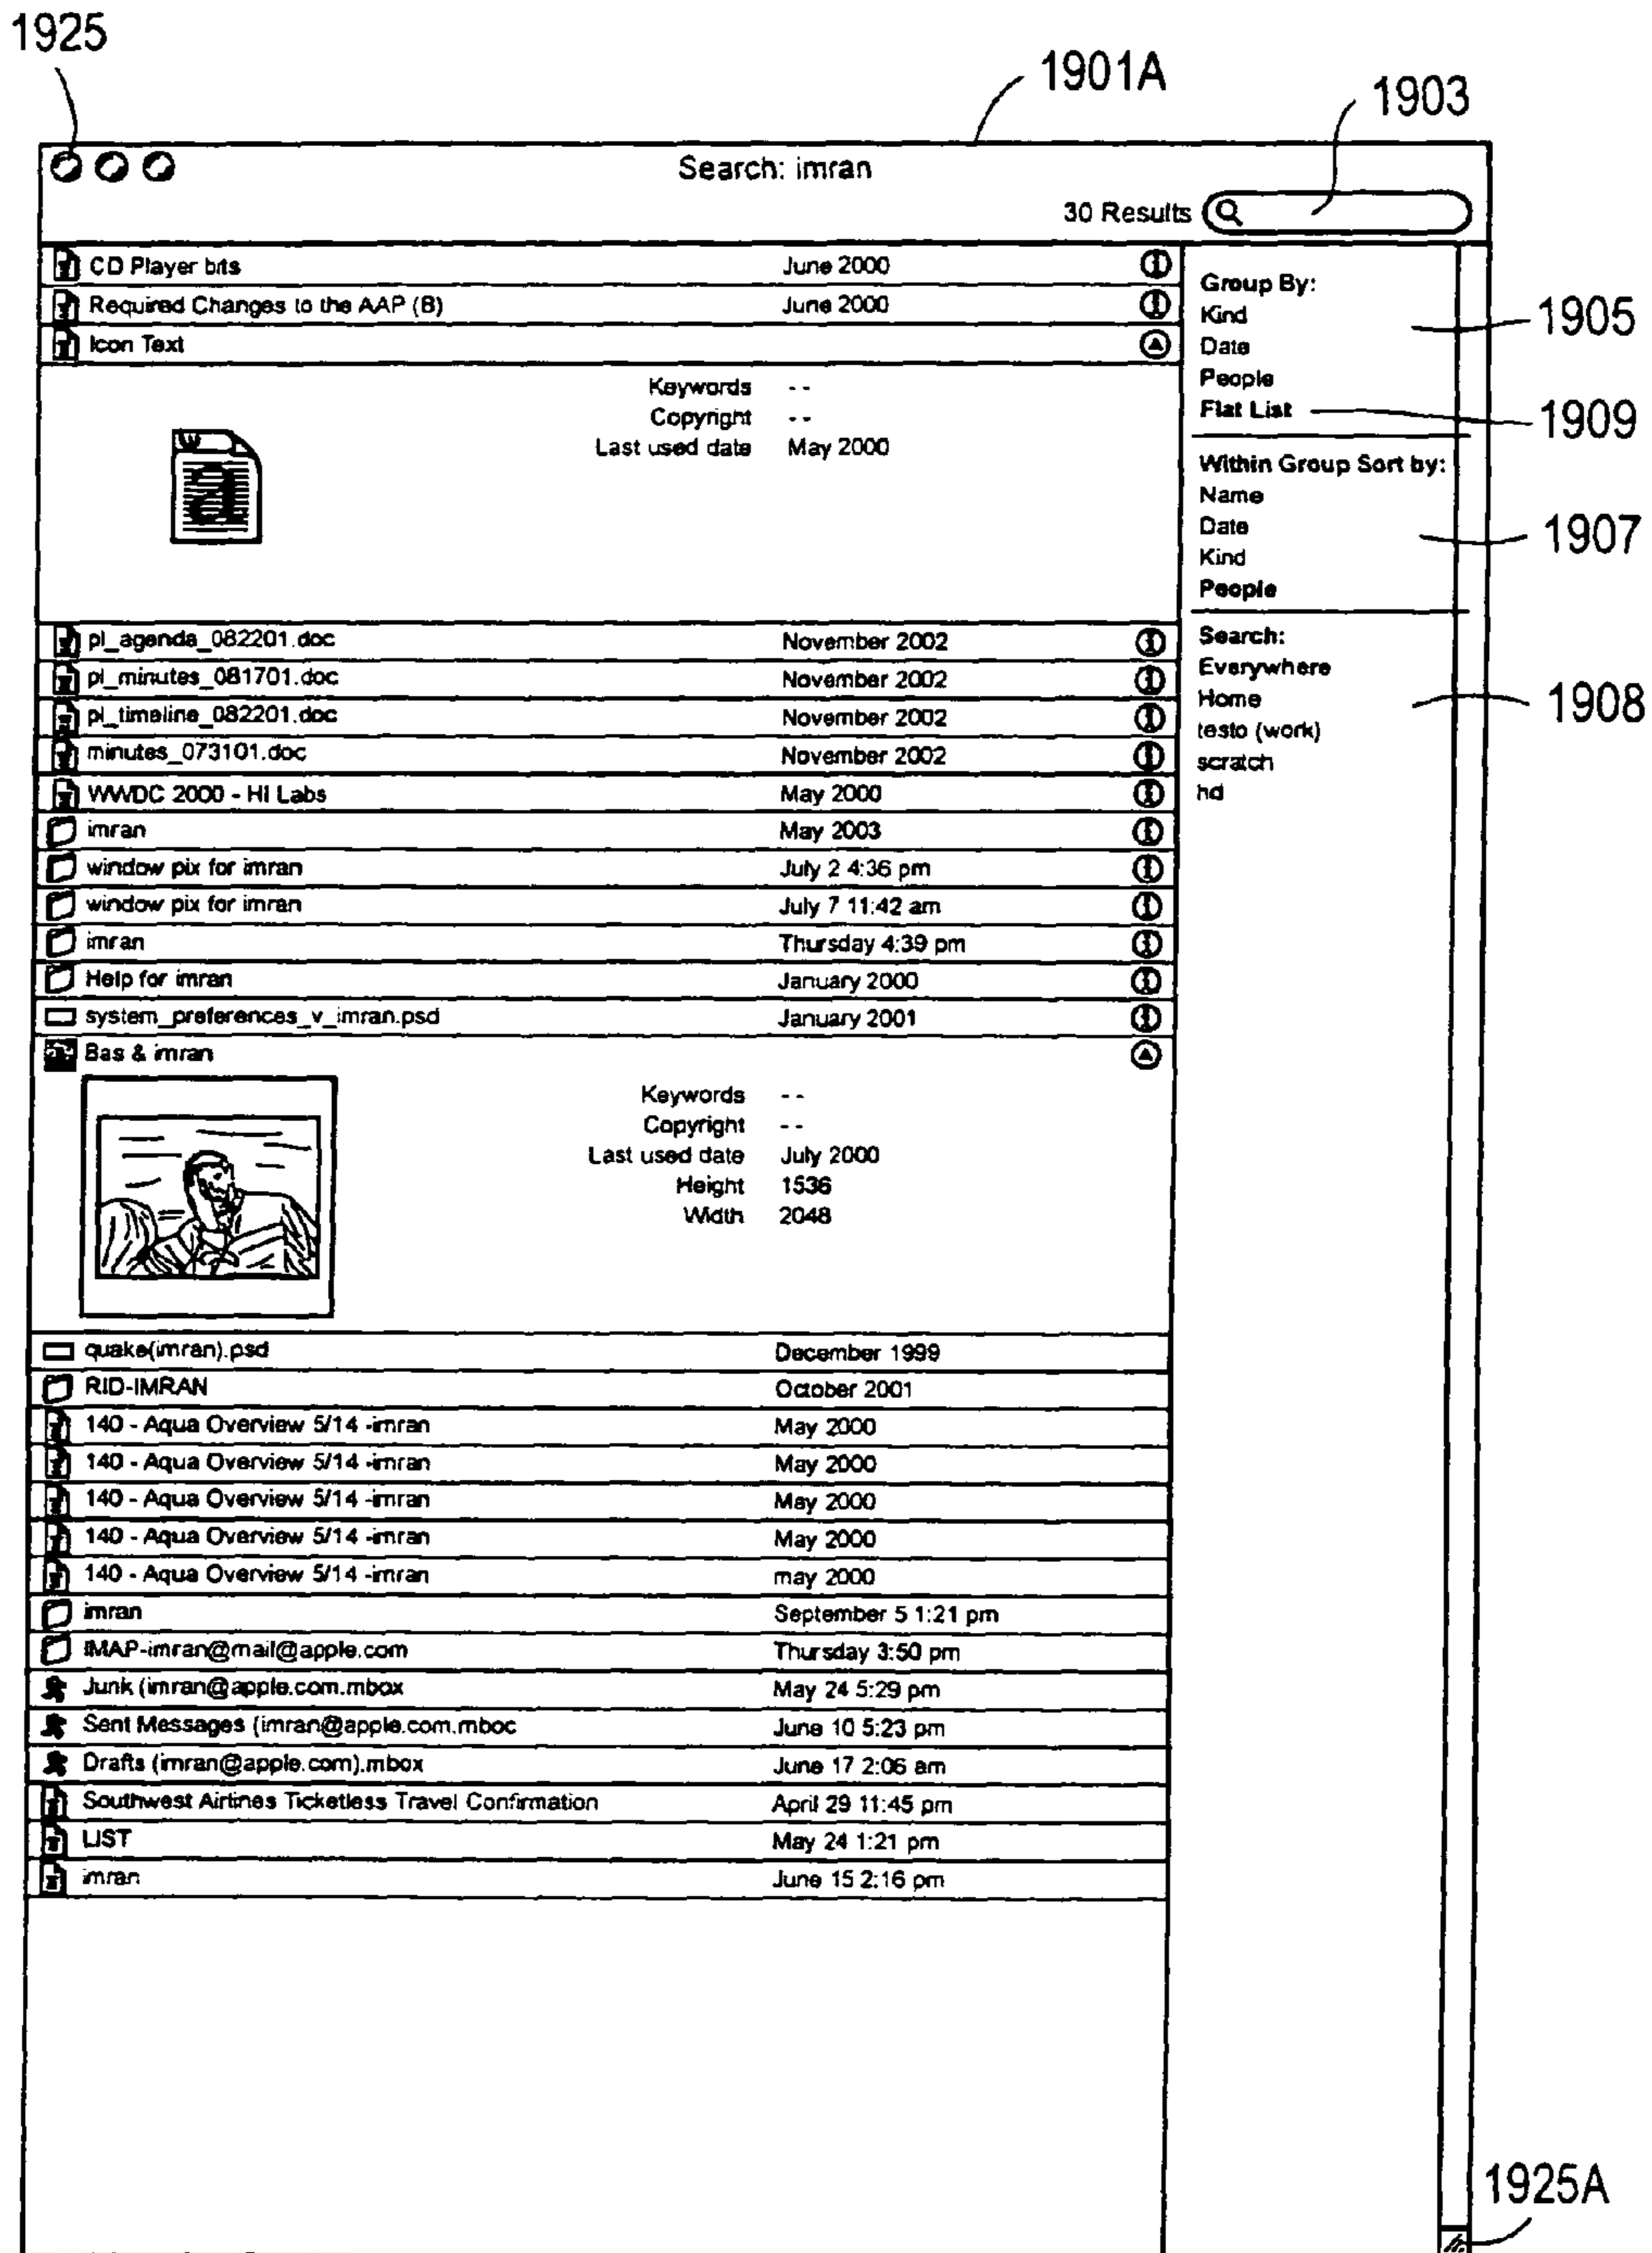 1925
1901A
1903
Search: imran
30 Results
CD Player bits June 2000
Required Changes to the AAP (B) June 2000
Icon Text
Keywords - -
Copyright - -
Last used date May 2000
pl_agenda_082201.doc November 2002
pl_minutes_081701.doc November 2002
pl_timeline_082201.doc November 2002
minutes_073101.doc November 2002
WWDC 2000 - HI Labs May 2000
imran May 2003
window pix for imran July 2 4:36 pm
window pix for imran July 7 11:42 am
imran Thursday 4:39 pm
Help for imran January 2000
system_preferences_v_imran.psd January 2001
Bas & imran
Keywords - -
Copyright - -
Last used date July 2000
Height 1536
Width 2048
quake(imran).psd December 1999
RID-IMRAN October 2001
140 - Aqua Overview 5/14 -imran May 2000
140 - Aqua Overview 5/14 -imran May 2000
140 - Aqua Overview 5/14 -imran May 2000
140 - Aqua Overview 5/14 -imran May 2000
140 - Aqua Overview 5/14 -imran may 2000
imran September 5 1:21 pm
IMAP-imran@mail@apple.com Thursday 3:50 pm
Junk (imran@apple.com.mbox May 24 5:29 pm
Sent Messages (imran@apple.com.mboc June 10 5:23 pm
Drafts (imran@apple.com).mbox June 17 2:06 am
Southwest Airlines Ticketless Travel Confirmation April 29 11:45 pm
LIST May 24 1:21 pm
imran June 15 2:16 pm
Group By:
Kind
Date
People
Flat List
Within Group Sort by:
Name
Date
Kind
People
Search:
Everywhere
Home
testo (work)
scratch
hd
1905
1909
1907
1908
1925A